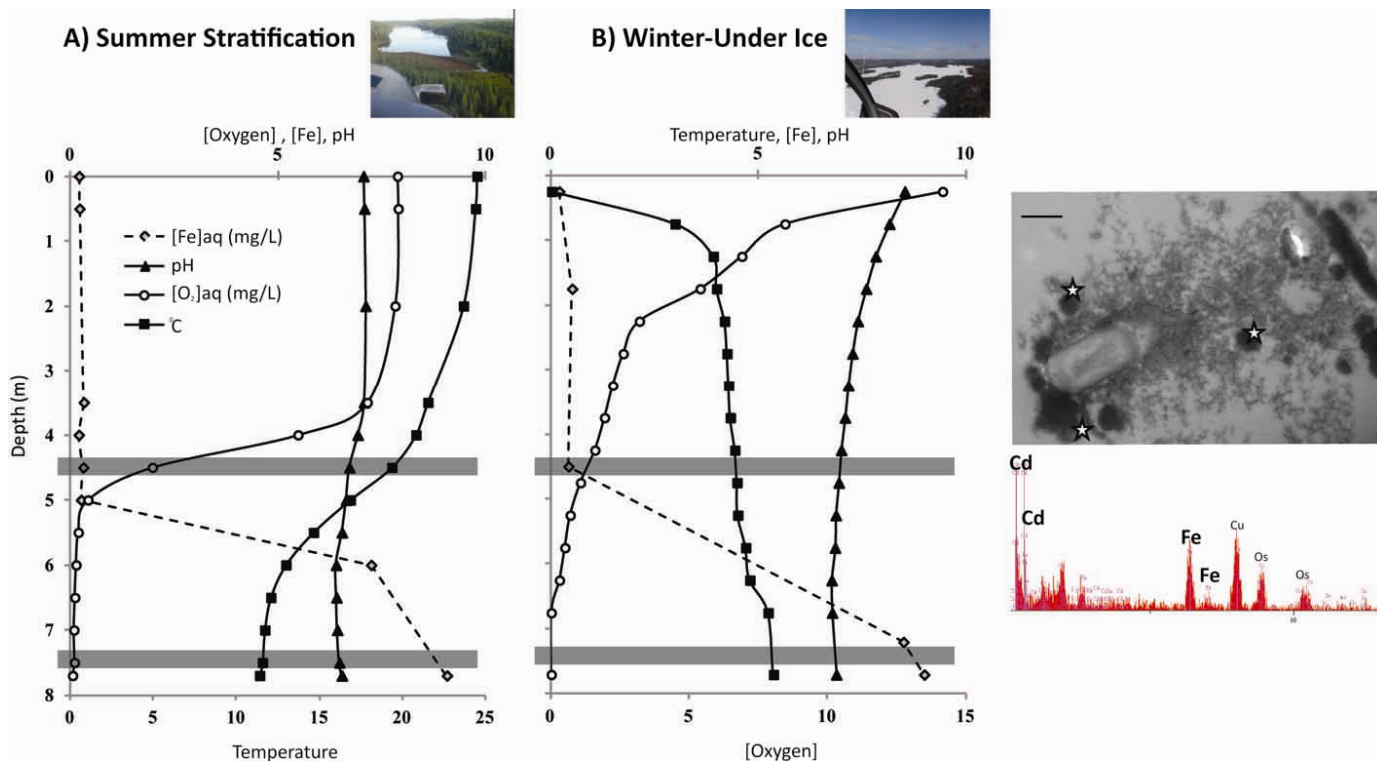 A) Summer Stratification
[Oxygen] , [Fe], pH
0 5 10
0
1
2
3
4
5
6
7
8
Depth (m)
[Fe]aq (mg/L)
pH
[O₂]aq (mg/L)
°C
0 5 10 15 20 25
Temperature
B) Winter-Under Ice
Temperature, [Fe], pH
0 5 10
0 5 10 15
[Oxygen]
Cd
Cd
Fe
Fe
Cu
Os
Os